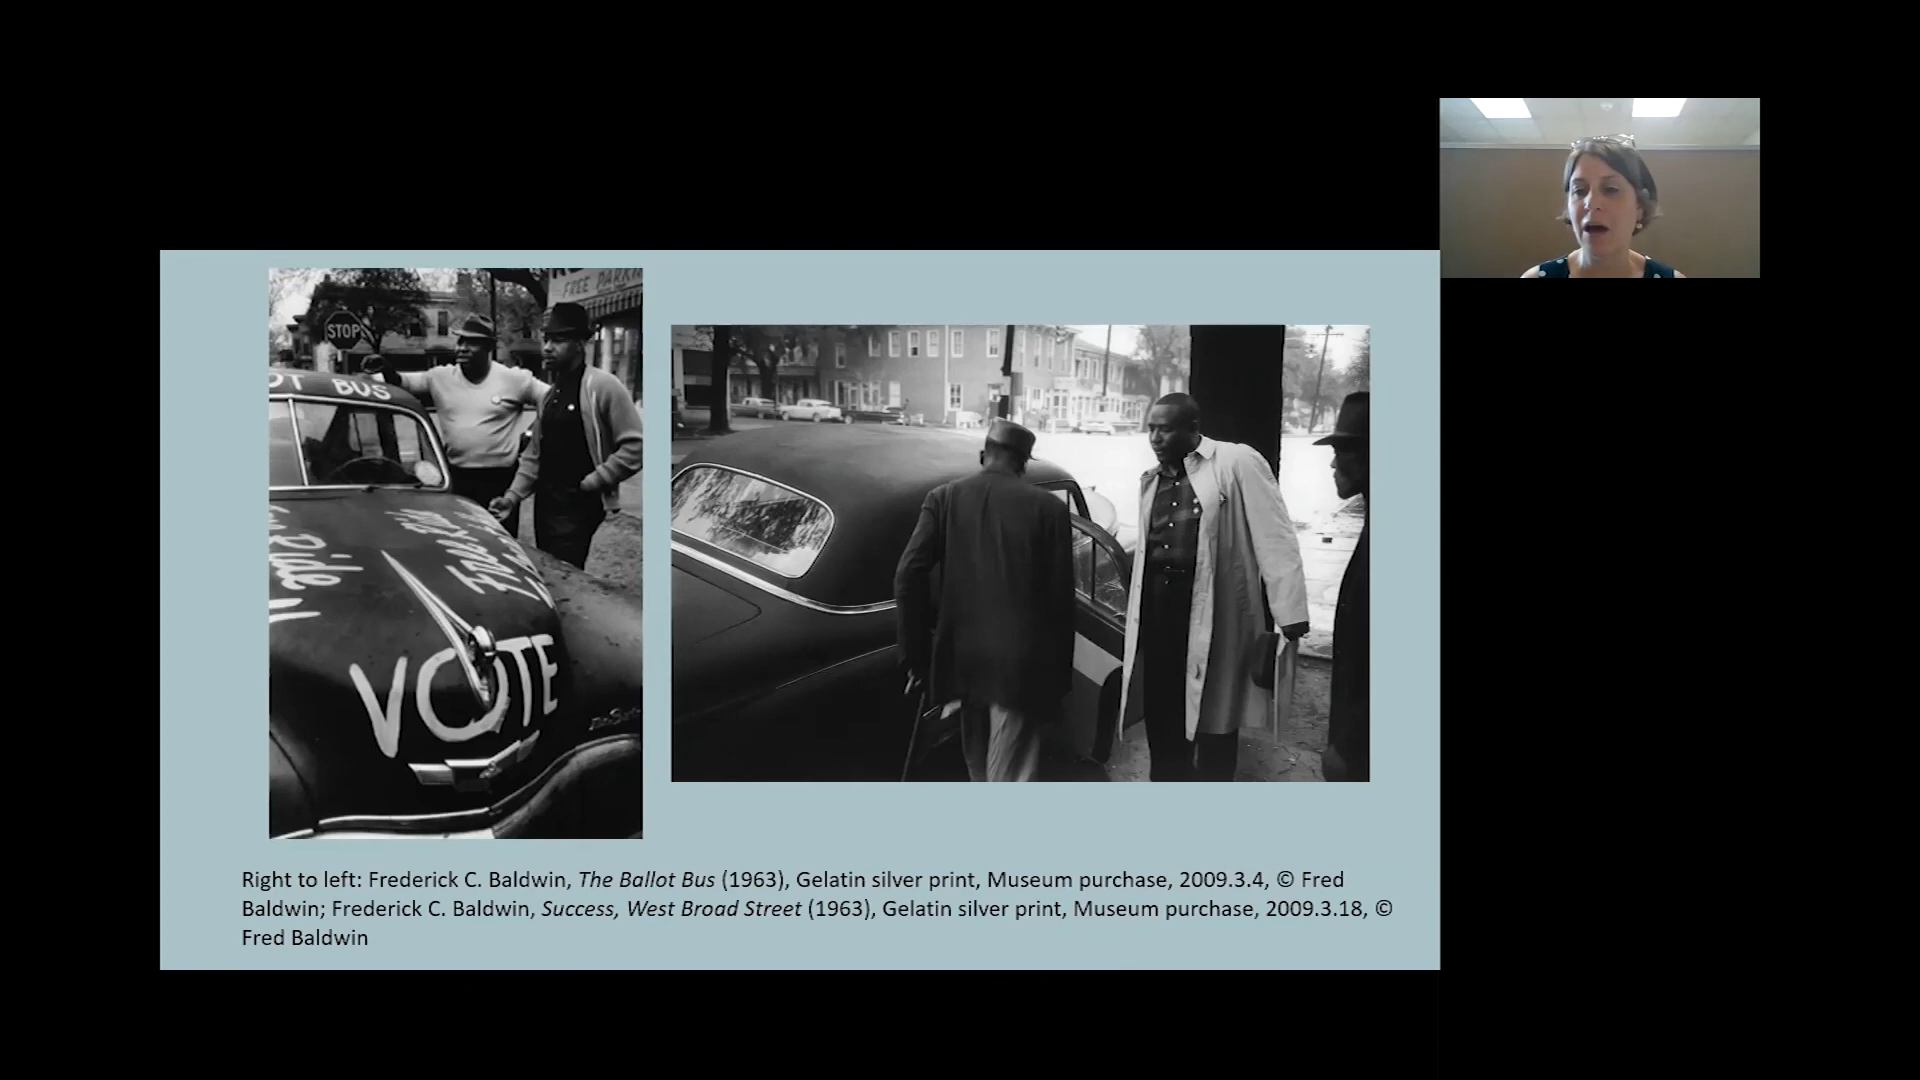 FREE PARKIN
STOP
OT BUS
VOTE
Right to left: Frederick C. Baldwin, The Ballot Bus (1963), Gelatin silver print, Museum purchase, 2009.3.4, © Fred
Baldwin; Frederick C. Baldwin, Success, West Broad Street (1963), Gelatin silver print, Museum purchase, 2009.3.18, ©
Fred Baldwin